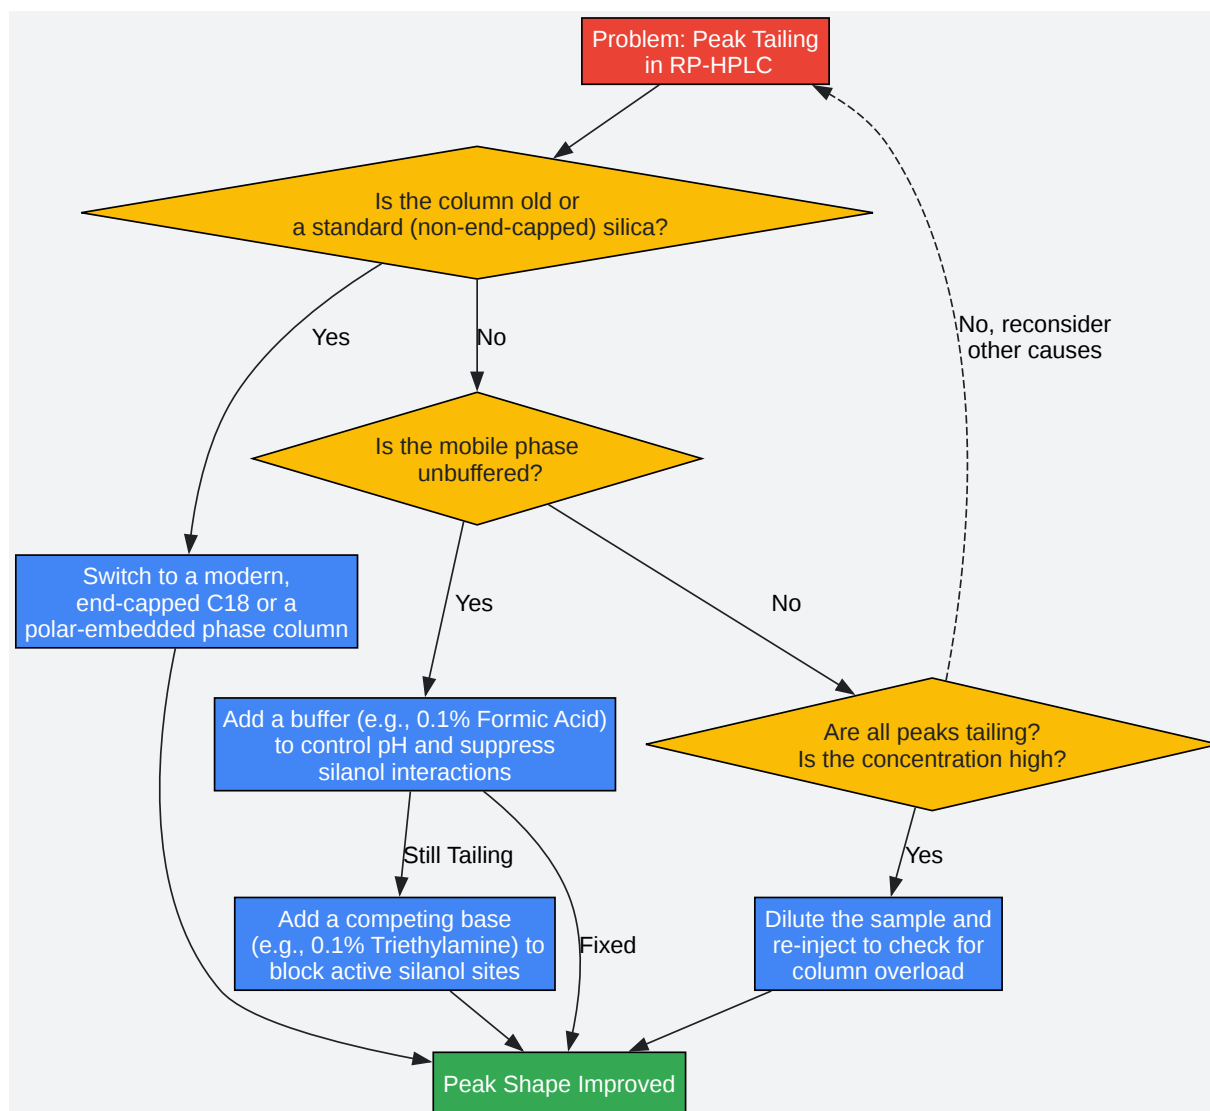 Problem: Peak Tailing
in RP-HPLC
Is the column old or
a standard (non-end-capped) silica?
Yes
No
No, reconsider
other causes
Is the mobile phase
unbuffered?
Switch to a modern,
end-capped C18 or a
polar-embedded phase column
Yes
No
Add a buffer (e.g., 0.1% Formic Acid)
to control pH and suppress
silanol interactions
Are all peaks tailing?
Is the concentration high?
Still Tailing
Yes
Add a competing base
(e.g., 0.1% Triethylamine) to
block active silanol sites
Fixed
Dilute the sample and
re-inject to check for
column overload
Peak Shape Improved